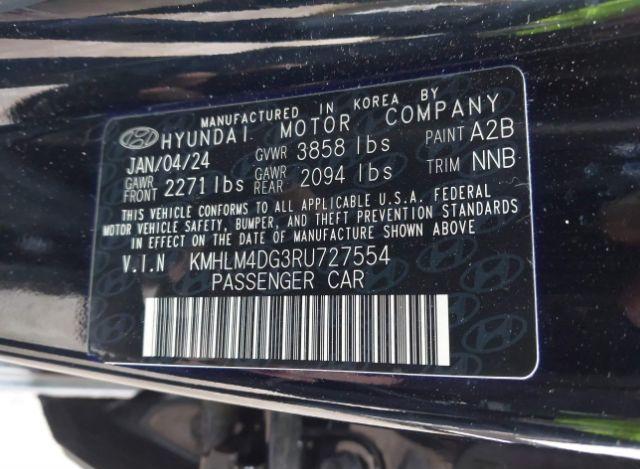 MANUFACTURED IN KOREA BY
HYUNDAI MOTOR COMPANY
JAN/04/24 GVWR 3858 lbs PAINT A2B
GAWR FRONT 2271 lbs GAWR REAR 2094 lbs TRIM NNB
THIS VEHICLE CONFORMS TO ALL APPLICABLE U.S.A. FEDERAL
MOTOR VEHICLE SAFETY, BUMPER, AND THEFT PREVENTION STANDARDS
IN EFFECT ON THE DATE OF MANUFACTURE SHOWN ABOVE.
V.I.N KMHLM4DG3RU727554
PASSENGER CAR